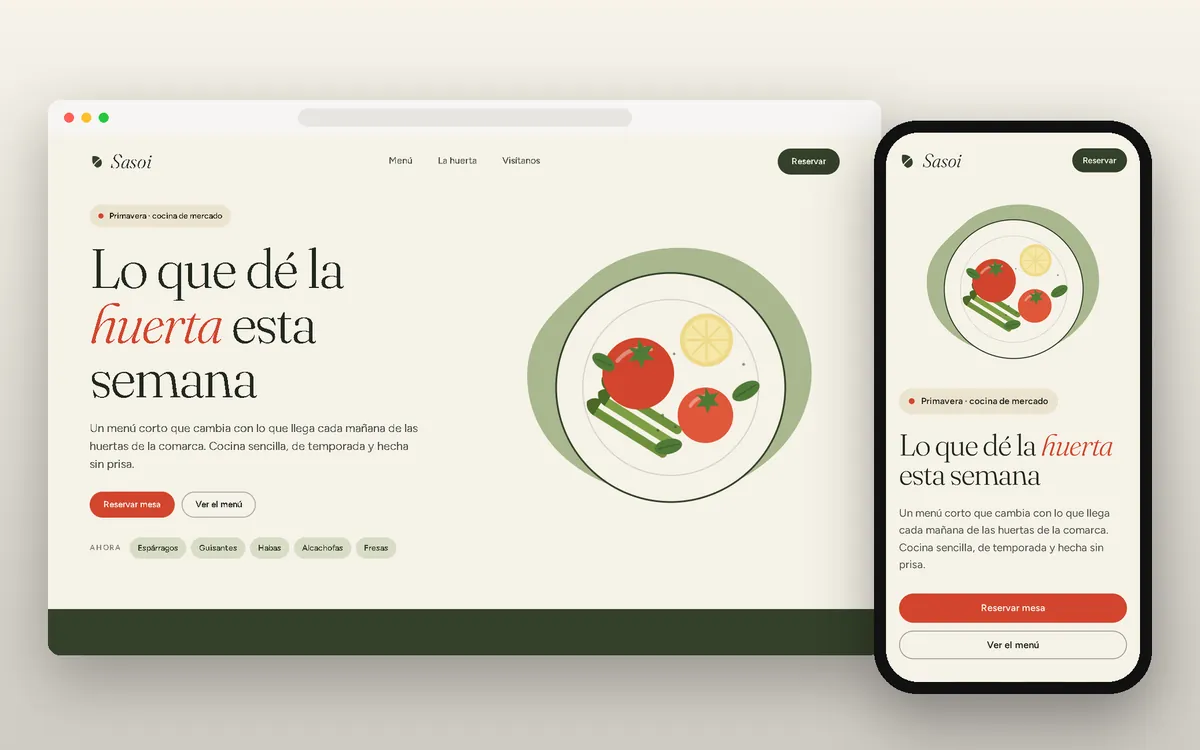 Sasoi
Menú
La huerta
Visítanos
Reservar
Primavera · cocina de mercado
Lo que dé la
huerta esta
semana
Un menú corto que cambia con lo que llega cada mañana de las
huertas de la comarca. Cocina sencilla, de temporada y hecha
sin prisa.
Reservar mesa
Ver el menú
AHORA
Espárragos
Guisantes
Habas
Alcachofas
Fresas
Sasoi
Reservar
Primavera · cocina de mercado
Lo que dé la huerta
esta semana
Un menú corto que cambia con lo que llega
cada mañana de las huertas de la comarca.
Cocina sencilla, de temporada y hecha sin
prisa.
Reservar mesa
Ver el menú